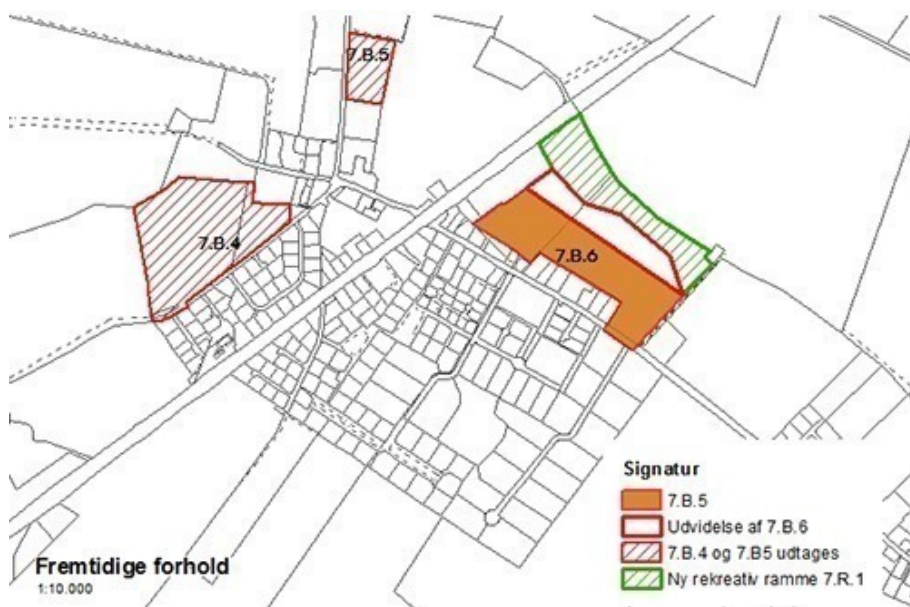 7.B.5
7.B.4
7.B.6
Signatur
7.B.5
Udvidelse af 7.B.6
7.B.4 og 7.B5 udtages
Ny rekreativ ramme 7.R.1
Fremtidige forhold
1:10.000